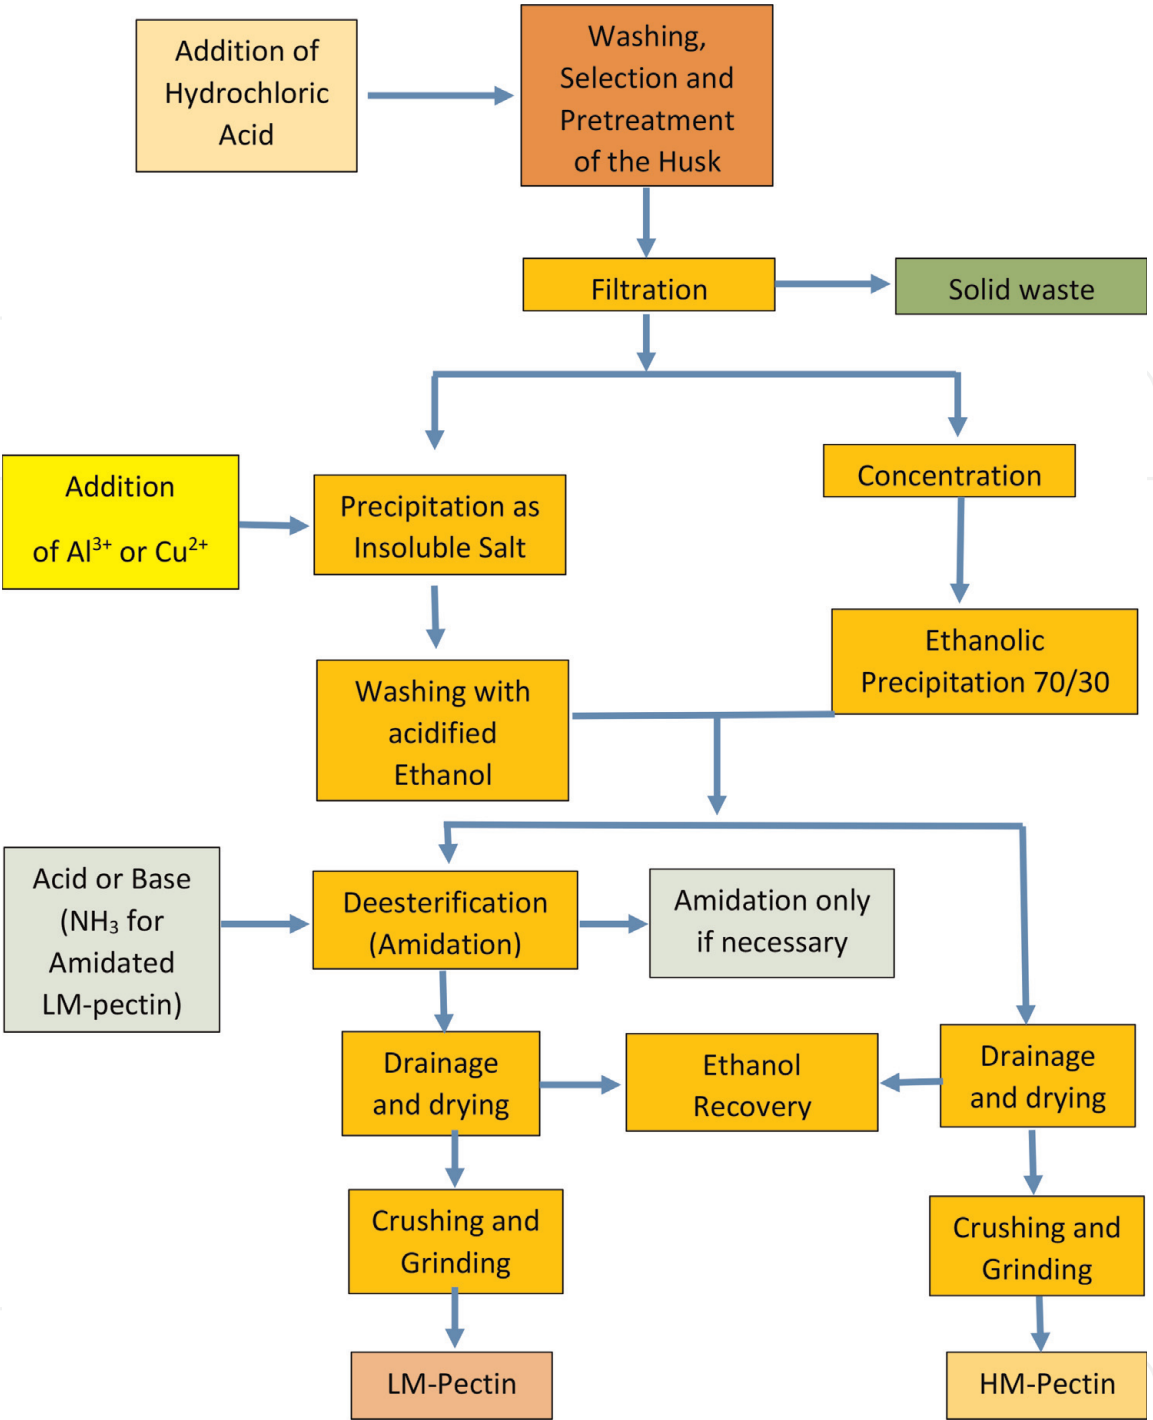 Addition of
Hydrochloric
Acid
Washing,
Selection and
Pretreatment
of the Husk
Filtration
Solid waste
Addition
of Al³⁺ or Cu²⁺
Precipitation as
Insoluble Salt
Concentration
Washing with
acidified
Ethanol
Ethanolic
Precipitation 70/30
Acid or Base
(NH₃ for
Amidated
LM-pectin)
Deesterification
(Amidation)
Amidation only
if necessary
Drainage
and drying
Ethanol
Recovery
Drainage
and drying
Crushing and
Grinding
Crushing and
Grinding
LM-Pectin
HM-Pectin